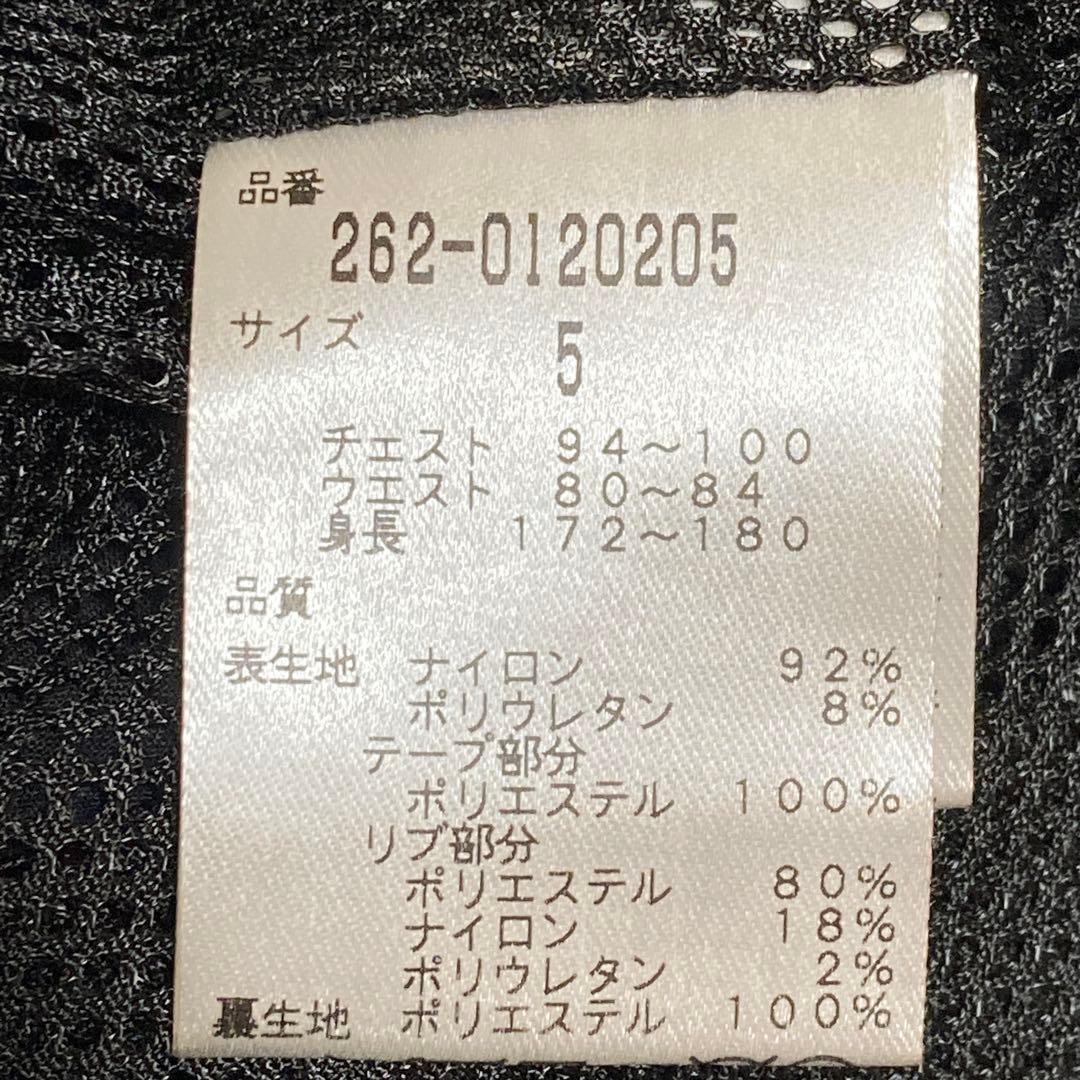 品番
262-0120205
サイズ 5
チェスト 94～100
ウエスト 80～84
身長 172～180
品質
表生地 ナイロン 92%
ポリウレタン 8%
テープ部分
ポリエステル 100%
リブ部分
ポリエステル 80%
ナイロン 18%
ポリウレタン 2%
裏生地 ポリエステル 100%